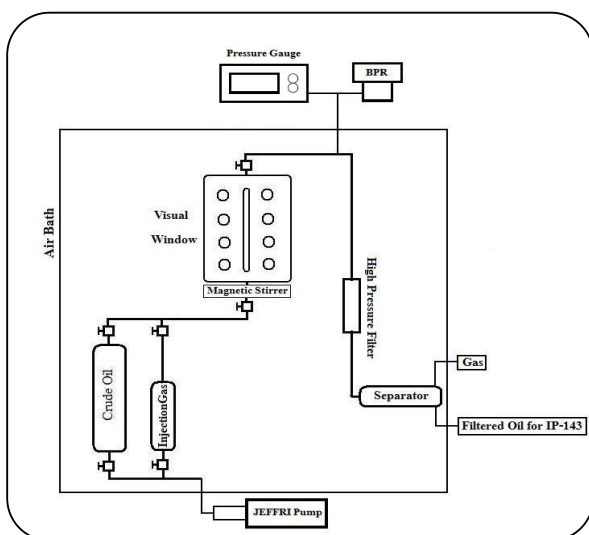 Pressure Gauge
BPR
Air Bath
Visual
Window
Magnetic Stirrer
High Pressure Filter
Crude Oil
InjectionGas
Gas
Separator
Filtered Oil for IP-143
JEFFRI Pump